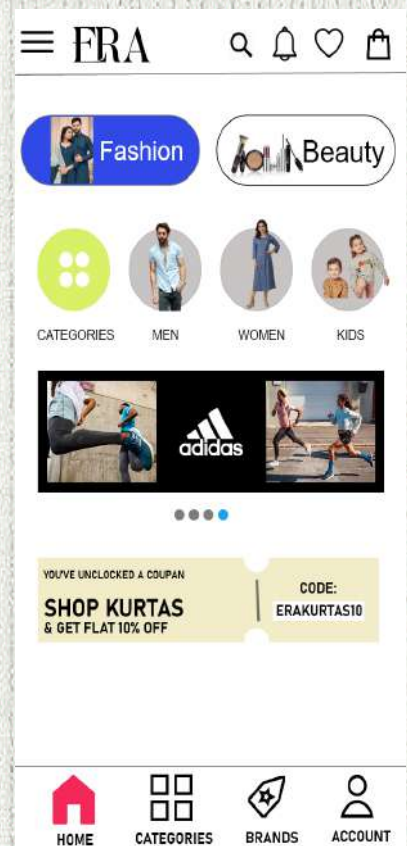 ERA
Fashion
Beauty
CATEGORIES MEN WOMEN KIDS
adidas
YOU'VE UNCLOCKED A COUPAN
SHOP KURTAS
& GET FLAT 10% OFF
CODE:
ERAKURTAS10
HOME CATEGORIES BRANDS ACCOUNT